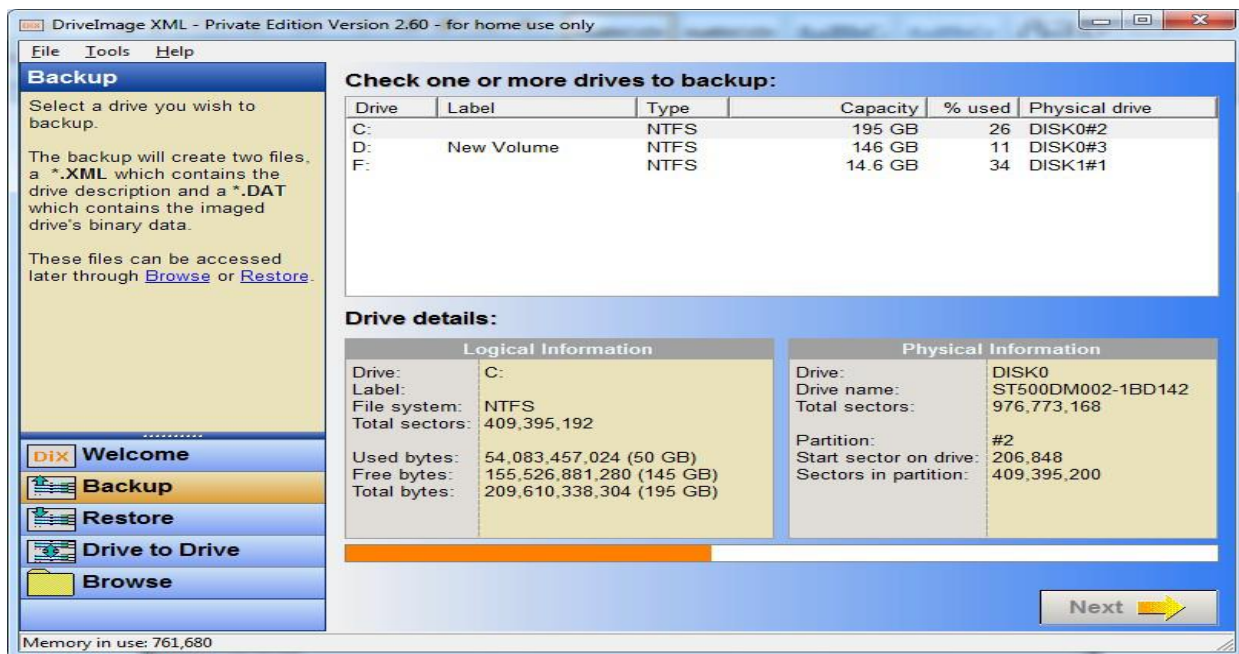 DriveImage XML - Private Edition Version 2.60 - for home use only
File Tools Help
Backup
Select a drive you wish to
backup.
The backup will create two files,
a *.XML which contains the
drive description and a *.DAT
which contains the imaged
drive's binary data.
These files can be accessed
later through Browse or Restore.
DiX Welcome
Backup
Restore
Drive to Drive
Browse
Check one or more drives to backup:
Drive Label Type Capacity % used Physical drive
C: NTFS 195 GB 26 DISK0#2
D: New Volume NTFS 146 GB 11 DISK0#3
F: NTFS 14.6 GB 34 DISK1#1
Drive details:
Logical Information
Drive: C:
Label:
File system: NTFS
Total sectors: 409,395,192
Used bytes: 54,083,457,024 (50 GB)
Free bytes: 155,526,881,280 (145 GB)
Total bytes: 209,610,338,304 (195 GB)
Physical Information
Drive: DISK0
Drive name: ST500DM002-1BD142
Total sectors: 976,773,168
Partition: #2
Start sector on drive: 206,848
Sectors in partition: 409,395,200
Next
Memory in use: 761,680